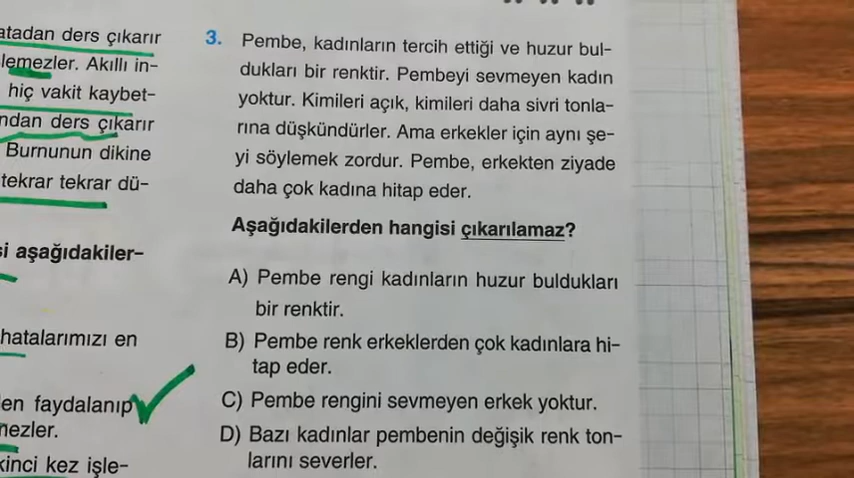 atadan ders çıkarır
lemezler. Akıllı in-
hiç vakit kaybet-
ndan ders çıkarır
Burnunun dikine
tekrar tekrar dü-
si aşağıdakiler-
hatalarımızı en
en faydalanıp
mezler.
kinci kez işle-
3. Pembe, kadınların tercih ettiği ve huzur bul-
dukları bir renktir. Pembeyi sevmeyen kadın
yoktur. Kimileri açık, kimileri daha sivri tonla-
rına düşkündürler. Ama erkekler için aynı şe-
yi söylemek zordur. Pembe, erkekten ziyade
daha çok kadına hitap eder.
Aşağıdakilerden hangisi çıkarılamaz?
A) Pembe rengi kadınların huzur buldukları
bir renktir.
B) Pembe renk erkeklerden çok kadınlara hi-
tap eder.
C) Pembe rengini sevmeyen erkek yoktur.
D) Bazı kadınlar pembenin değişik renk ton-
larını severler.